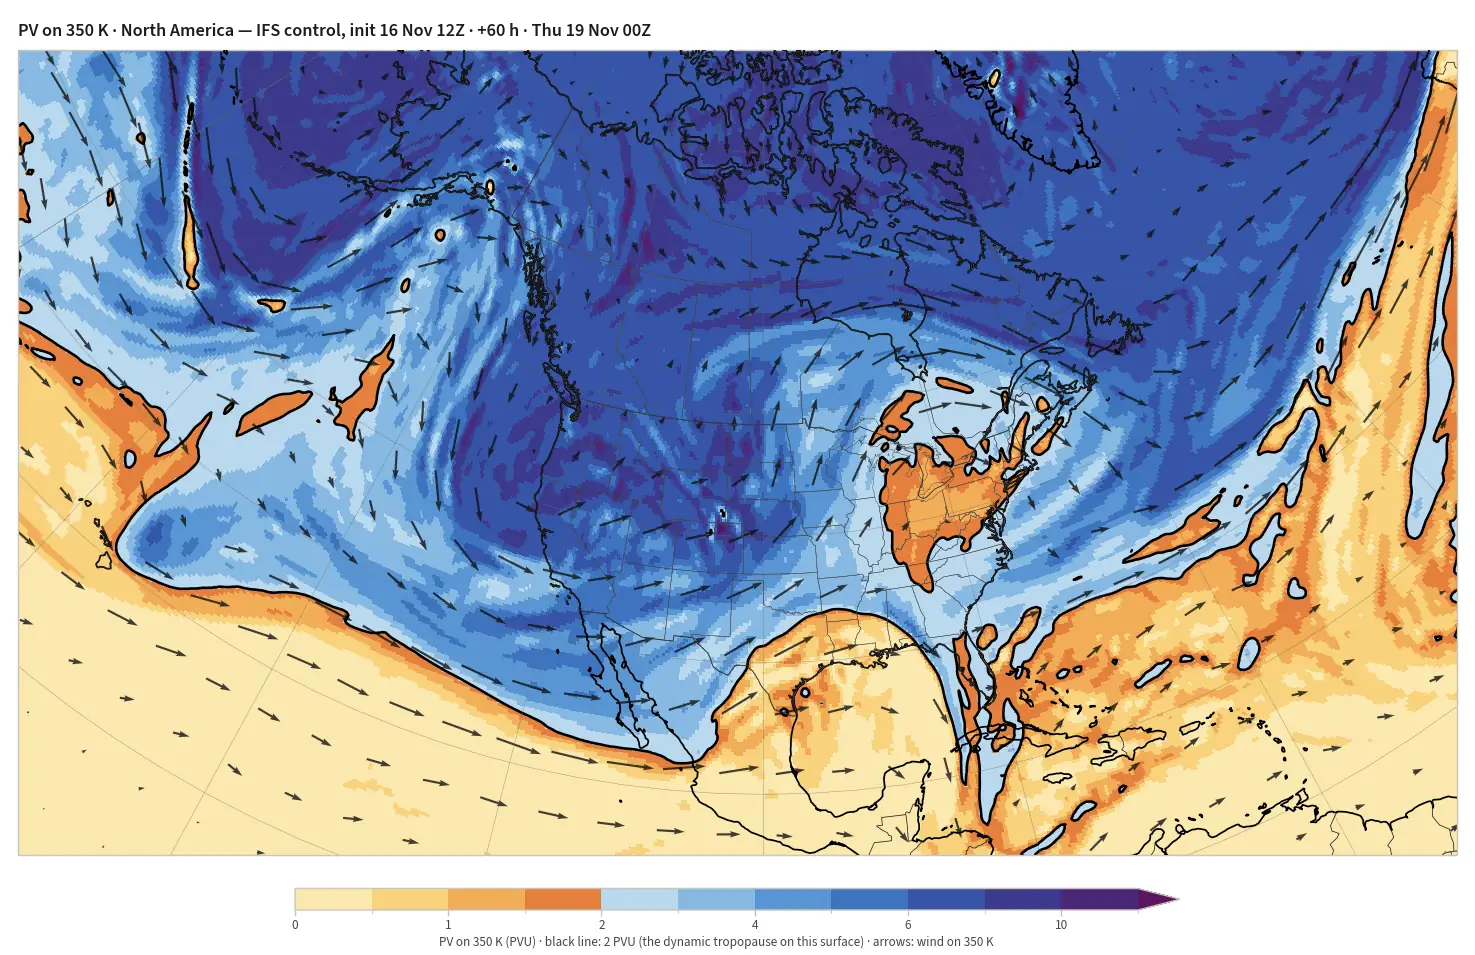 PV on 350 K · North America — IFS control, init 16 Nov 12Z · +60 h · Thu 19 Nov 00Z
0 1 2 4 6 10
PV on 350 K (PVU) · black line: 2 PVU (the dynamic tropopause on this surface) · arrows: wind on 350 K